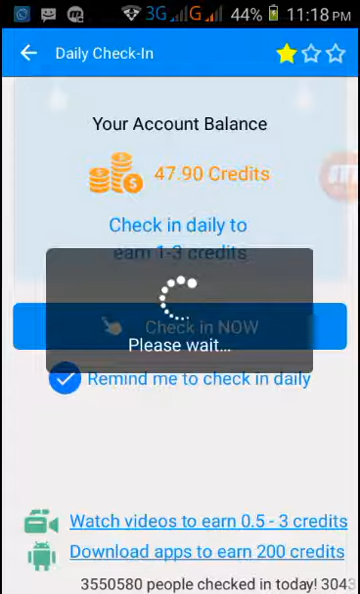 3G G 44% 11:18 PM
Daily Check-In
Your Account Balance
47.90 Credits
Check in daily to
earn 1-3 credits
Check in NOW
Please wait...
Remind me to check in daily
Watch videos to earn 0.5 - 3 credits
Download apps to earn 200 credits
3550580 people checked in today! 3043